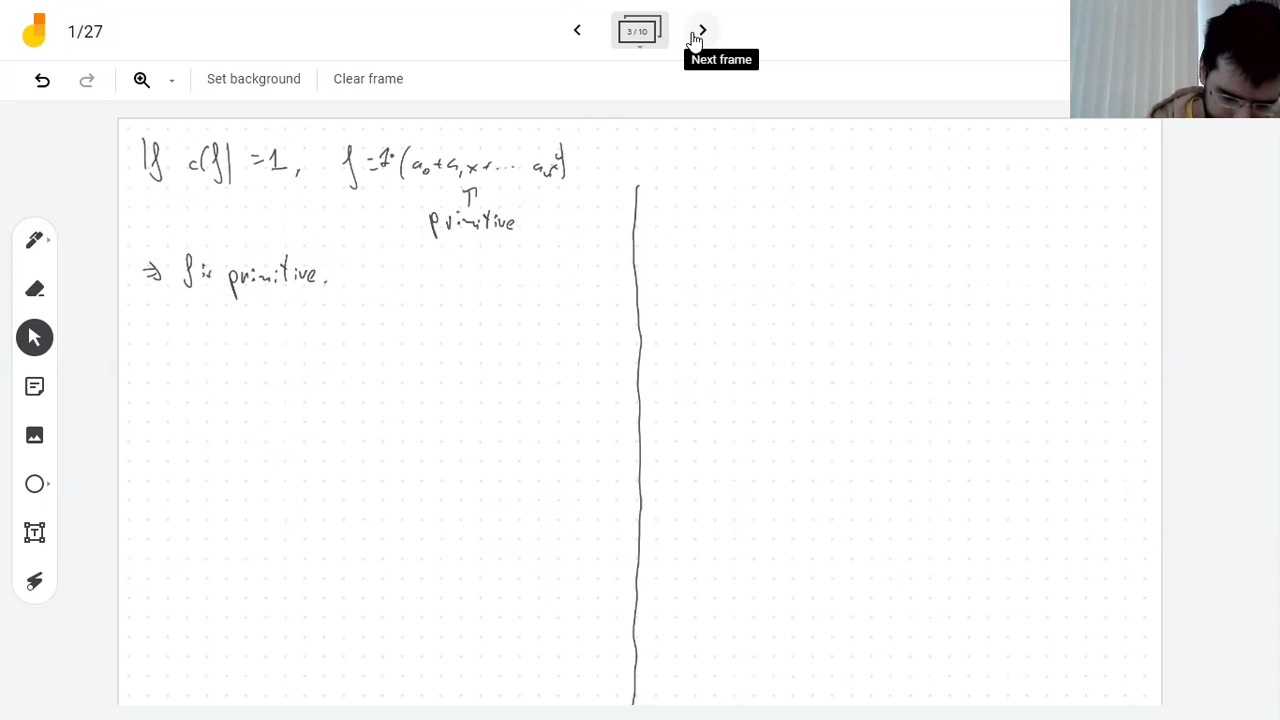 1/27
3 / 10
Next frame
Set background
Clear frame
If c(f) = 1, f = 1·(a₀ + a₁x + ... aₙxⁿ)
↑
primitive
⇒ f is primitive.